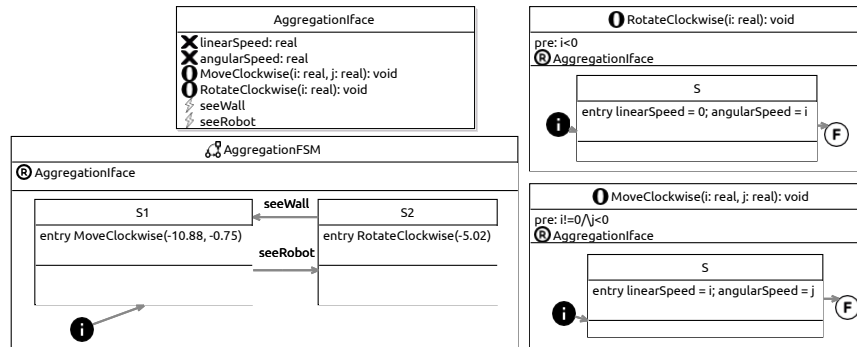 AggregationIface
linearSpeed: real
angularSpeed: real
O MoveClockwise(i: real, j: real): void
O RotateClockwise(i: real): void
seeWall
seeRobot
AggregationFSM
R AggregationIface
S1
entry MoveClockwise(-10.88, -0.75)
seeWall
seeRobot
S2
entry RotateClockwise(-5.02)
i
O RotateClockwise(i: real): void
pre: i<0
R AggregationIface
S
entry linearSpeed = 0; angularSpeed = i
i
F
O MoveClockwise(i: real, j: real): void
pre: i!=0/\j<0
R AggregationIface
S
entry linearSpeed = i; angularSpeed = j
i
F